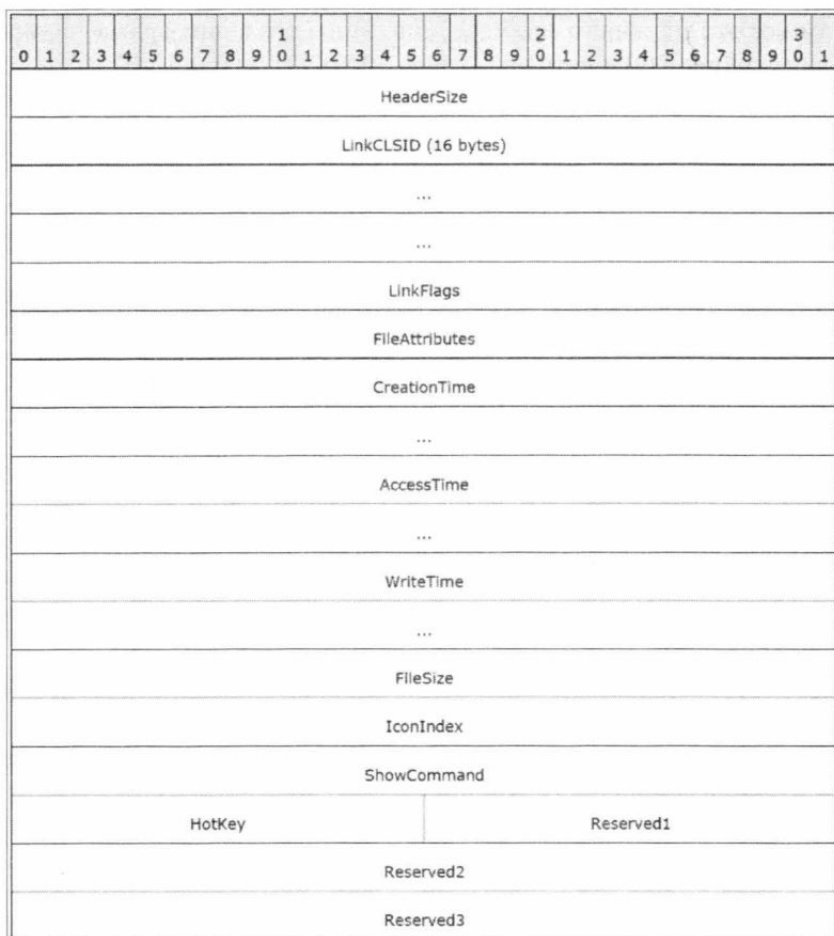 1 2 3
0 1 2 3 4 5 6 7 8 9 0 1 2 3 4 5 6 7 8 9 0 1 2 3 4 5 6 7 8 9 0 1
HeaderSize
LinkCLSID (16 bytes)
...
...
LinkFlags
FileAttributes
CreationTime
...
AccessTime
...
WriteTime
...
FileSize
IconIndex
ShowCommand
HotKey Reserved1
Reserved2
Reserved3